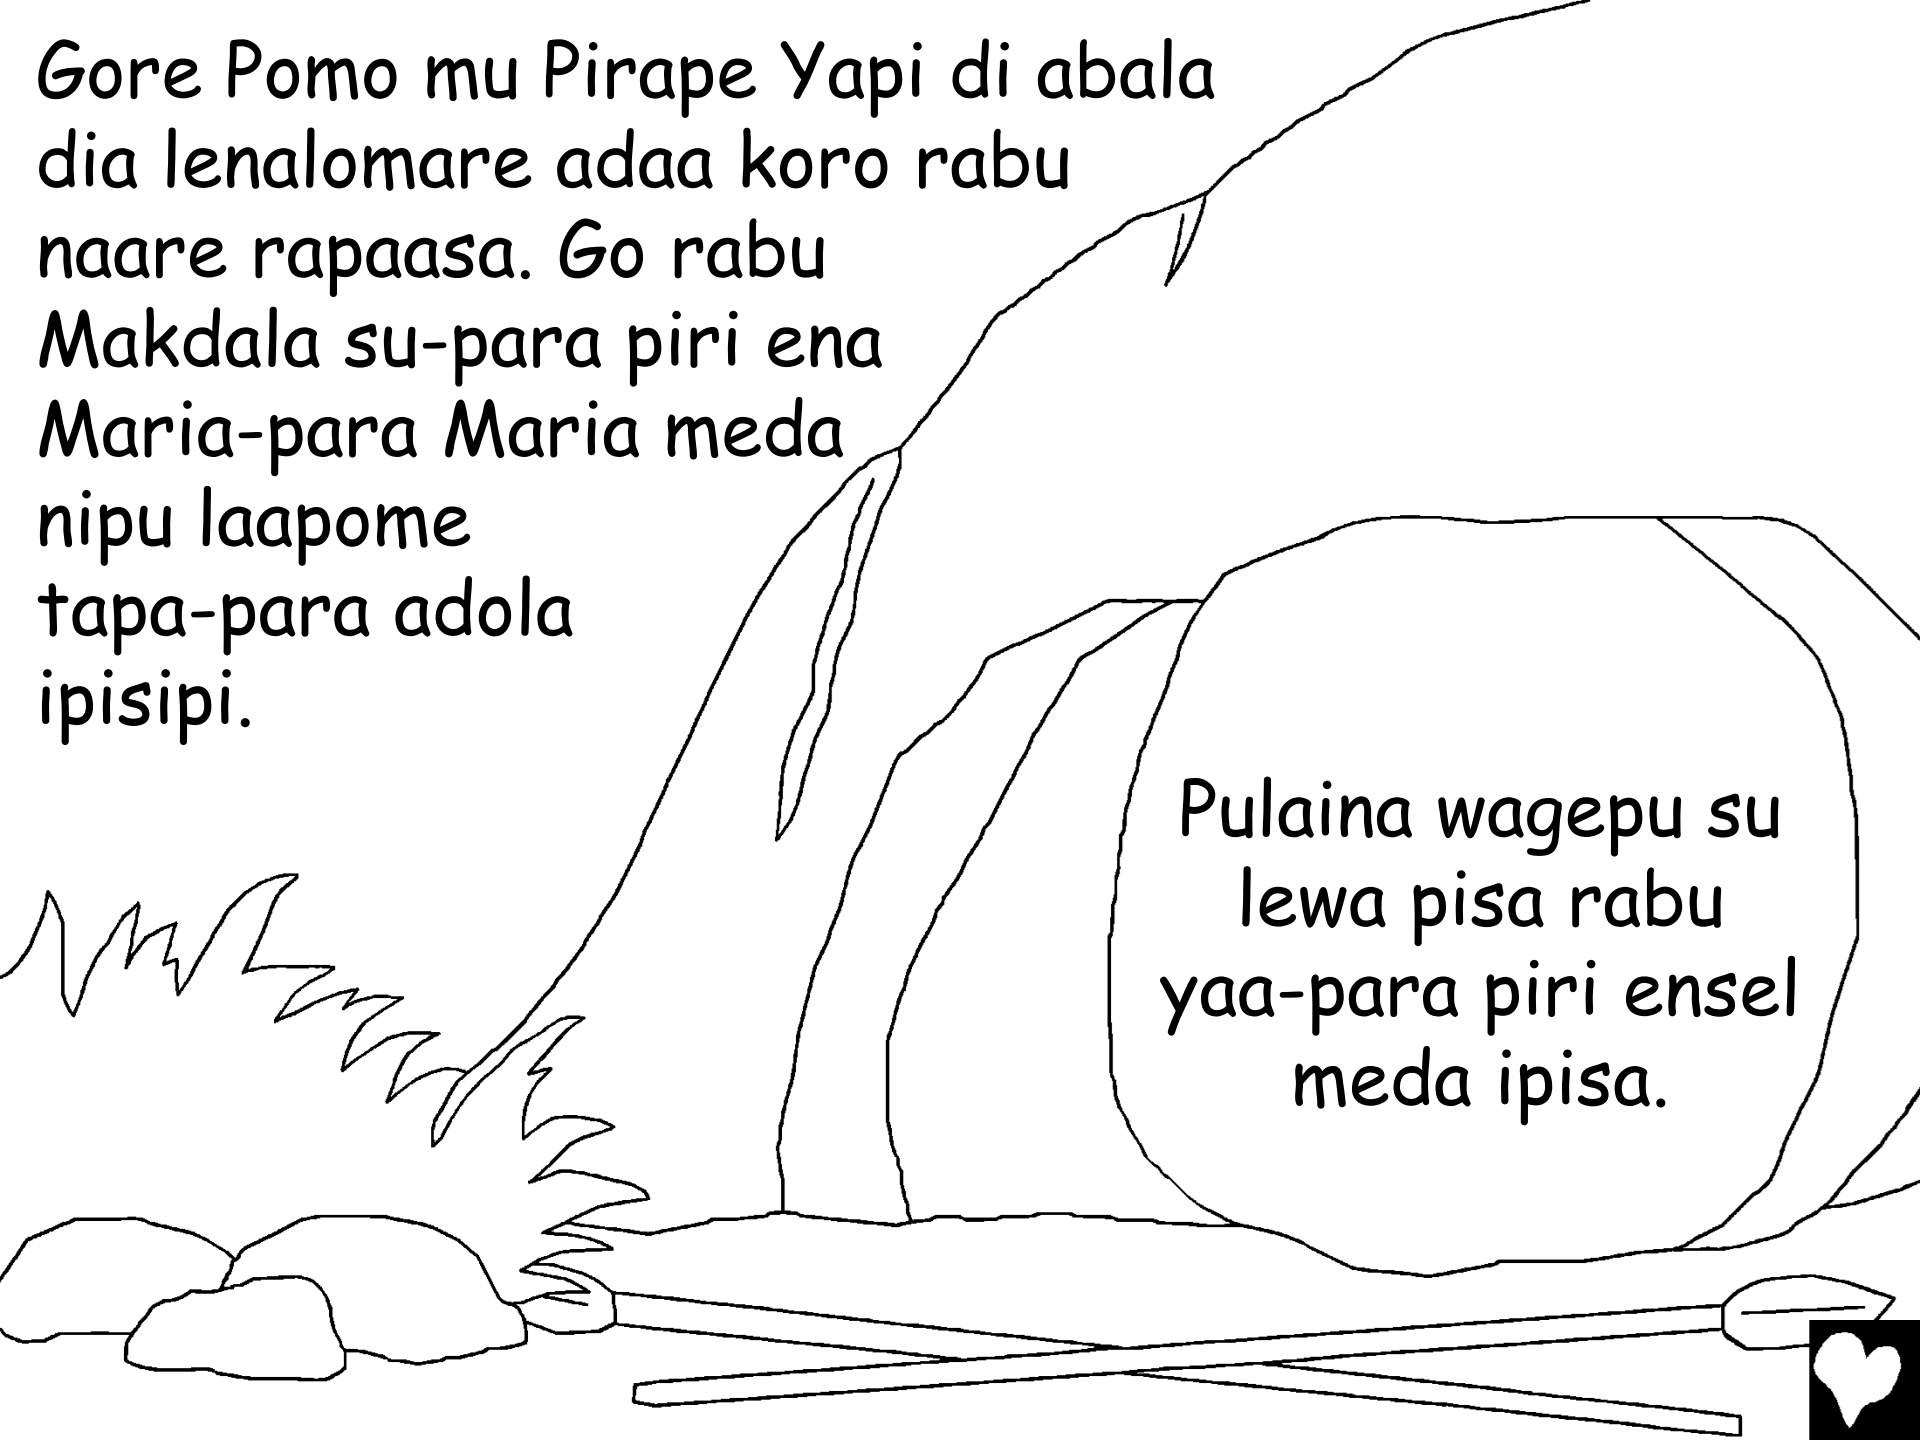 Gore Pomo mu Pirape Yapi di abala
dia lenalomare adaa koro rabu
naare rapaasa. Go rabu
Makdala su-para piri ena
Maria-para Maria meda
nipu laapome
tapa-para adola
ipisipi.
Pulaina wagepu su
lewa pisa rabu
yaa-para piri ensel
meda ipisa.